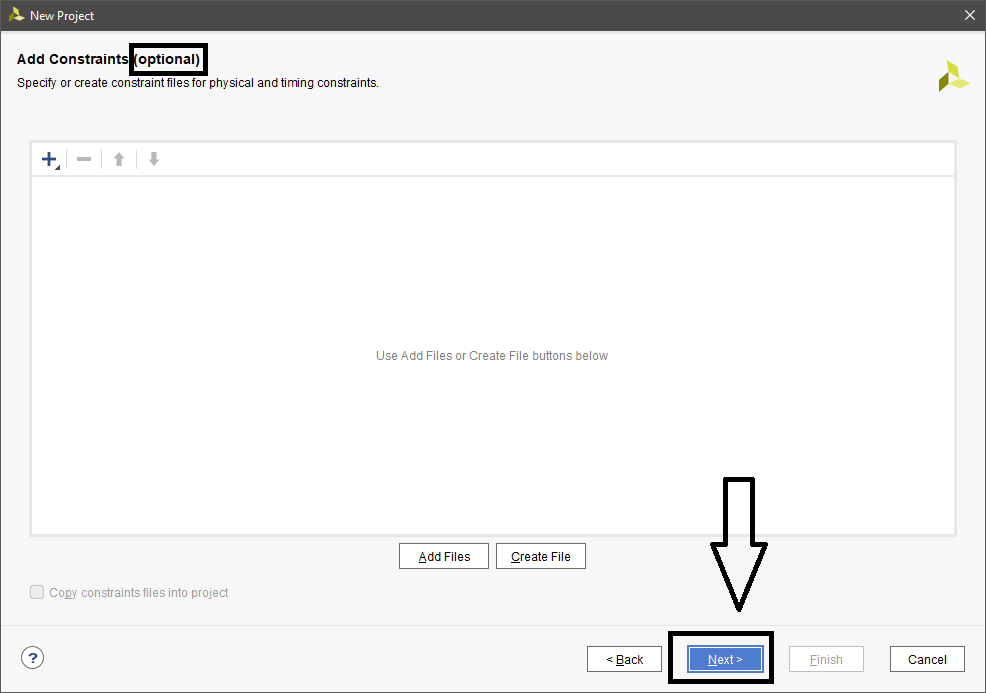 New Project
Add Constraints (optional)
Specify or create constraint files for physical and timing constraints.
Use Add Files or Create File buttons below
Add Files Create File
Copy constraints files into project
? < Back Next > Finish Cancel